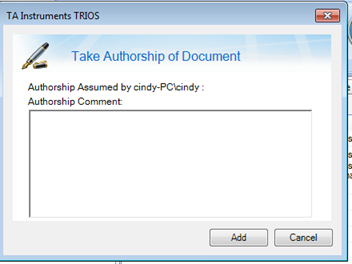 TA Instruments TRIOS
Take Authorship of Document
Authorship Assumed by cindy-PC\cindy :
Authorship Comment:
Add
Cancel